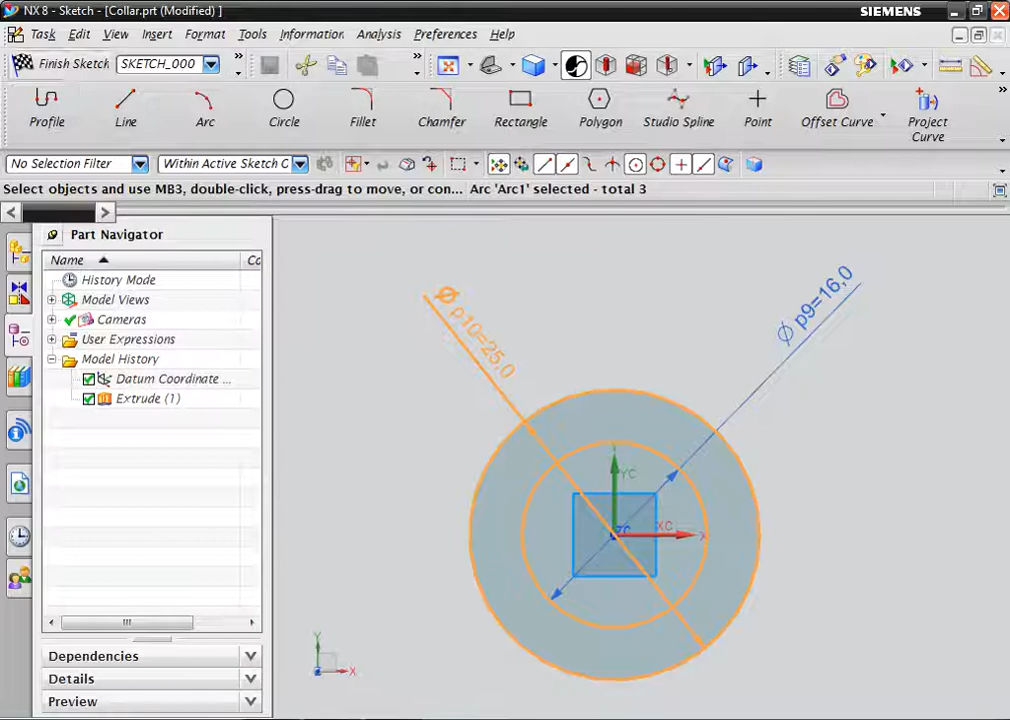 NX 8 - Sketch - [Collar.prt (Modified) ]
SIEMENS
Task Edit View Insert Format Tools Information Analysis Preferences Help
Finish Sketch SKETCH_000
Profile Line Arc Circle Fillet Chamfer Rectangle Polygon Studio Spline Point Offset Curve Project Curve
No Selection Filter Within Active Sketch O
Select objects and use MB3, double-click, press-drag to move, or con... Arc 'Arc1' selected - total 3
Part Navigator
Name Co
History Mode
Model Views
Cameras
User Expressions
Model History
Datum Coordinate ...
Extrude (1)
Dependencies
Details
Preview
Ø p10=25,0
Ø p9=16,0
YC
XC
X
Y
X